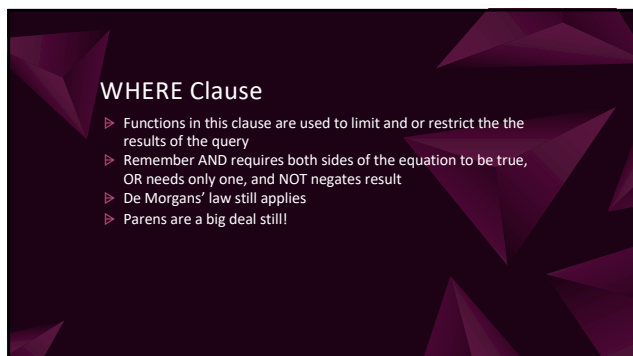 WHERE Clause
Functions in this clause are used to limit and or restrict the the
results of the query
Remember AND requires both sides of the equation to be true,
OR needs only one, and NOT negates result
De Morgans’ law still applies
Parens are a big deal still!